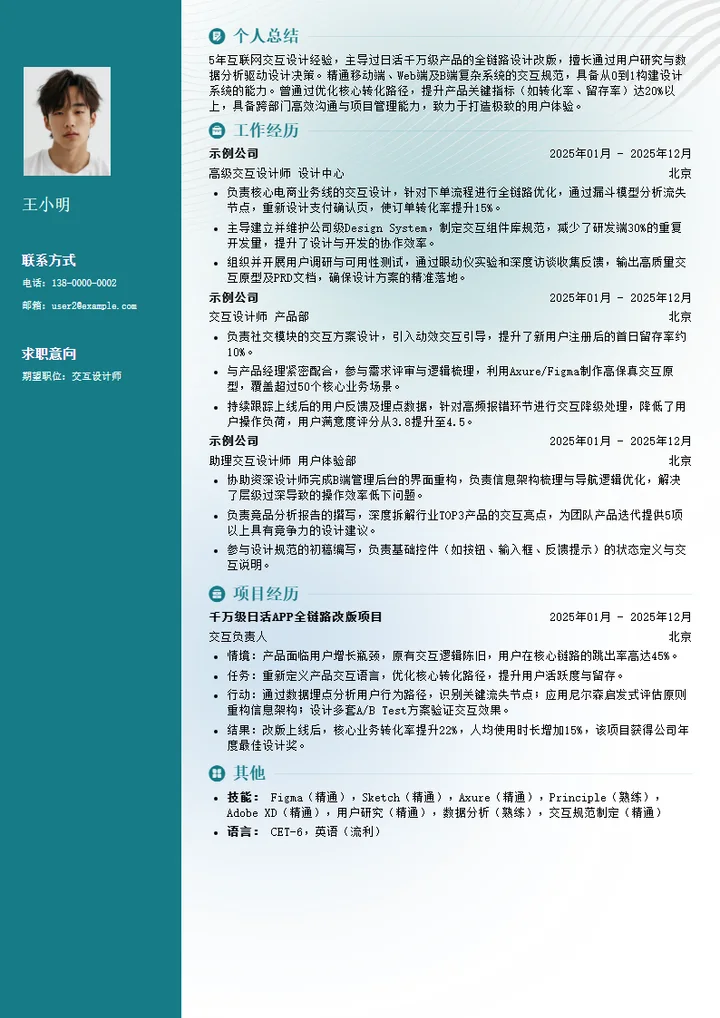 王小明
联系方式
电话：138-0000-0002
邮箱：user2@example.com
求职意向
期望职位：交互设计师
个人总结
5年互联网交互设计经验，主导过日活千万级产品的全链路设计改版，擅长通过用户研究与数
据分析驱动设计决策。精通移动端、Web端及B端复杂系统的交互规范，具备从0到1构建设计
系统的能力。曾通过优化核心转化路径，提升产品关键指标（如转化率、留存率）达20%以
上，具备跨部门高效沟通与项目管理能力，致力于打造极致的用户体验。
工作经历
示例公司 2025年01月 - 2025年12月
高级交互设计师 设计中心 北京
• 负责核心电商业务线的交互设计，针对下单流程进行全链路优化，通过漏斗模型分析流失
节点，重新设计支付确认页，使订单转化率提升15%。
• 主导建立并维护公司级Design System，制定交互组件库规范，减少了研发端30%的重复
开发量，提升了设计与开发的协作效率。
• 组织并开展用户调研与可用性测试，通过眼动仪实验和深度访谈收集反馈，输出高质量交
互原型及PRD文档，确保设计方案的精准落地。
示例公司 2025年01月 - 2025年12月
交互设计师 产品部 北京
• 负责社交模块的交互方案设计，引入动效交互引导，提升了新用户注册后的首日留存率约
10%。
• 与产品经理紧密配合，参与需求评审与逻辑梳理，利用Axure/Figma制作高保真交互原
型，覆盖超过50个核心业务场景。
• 持续跟踪上线后的用户反馈及埋点数据，针对高频报错环节进行交互降级处理，降低了用
户操作负荷，用户满意度评分从3.8提升至4.5。
示例公司 2025年01月 - 2025年12月
助理交互设计师 用户体验部 北京
• 协助资深设计师完成B端管理后台的界面重构，负责信息架构梳理与导航逻辑优化，解决
了层级过深导致的操作效率低下问题。
• 负责竞品分析报告的撰写，深度拆解行业TOP3产品的交互亮点，为团队产品迭代提供5项
以上具有竞争力的设计建议。
• 参与设计规范的初稿编写，负责基础控件（如按钮、输入框、反馈提示）的状态定义与交
互说明。
项目经历
千万级日活APP全链路改版项目 2025年01月 - 2025年12月
交互负责人 北京
• 情境：产品面临用户增长瓶颈，原有交互逻辑陈旧，用户在核心链路的跳出率高达45%。
• 任务：重新定义产品交互语言，优化核心转化路径，提升用户活跃度与留存。
• 行动：通过数据埋点分析用户行为路径，识别关键流失节点；应用尼尔森启发式评估原则
重构信息架构；设计多套A/B Test方案验证交互效果。
• 结果：改版上线后，核心业务转化率提升22%，人均使用时长增加15%，该项目获得公司年
度最佳设计奖。
其他
• 技能： Figma（精通），Sketch（精通），Axure（精通），Principle（熟练），
Adobe XD（精通），用户研究（精通），数据分析（熟练），交互规范制定（精通）
• 语言： CET-6，英语（流利）